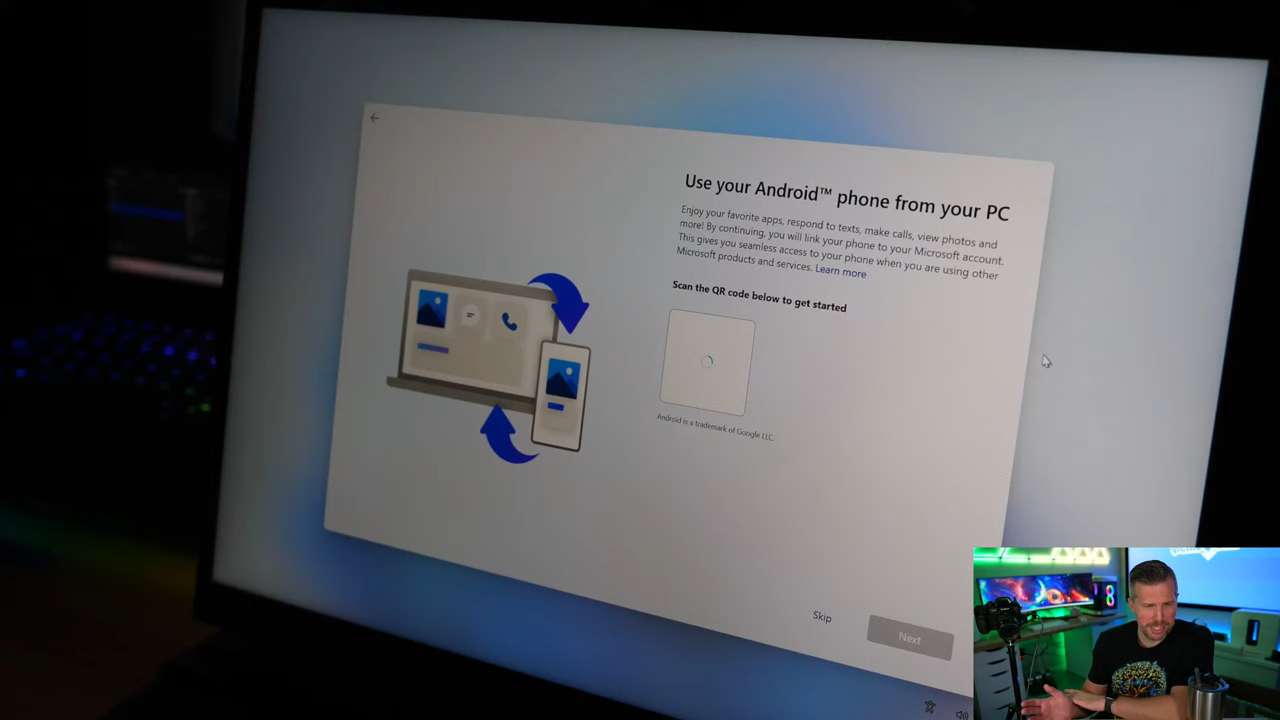 Use your Android™ phone from your PC
Enjoy your favorite apps, respond to texts, make calls, view photos and
more! By continuing, you will link your phone to your Microsoft account.
This gives you seamless access to your phone when you are using other
Microsoft products and services. Learn more
Scan the QR code below to get started
Android is a trademark of Google LLC.
Skip
Next